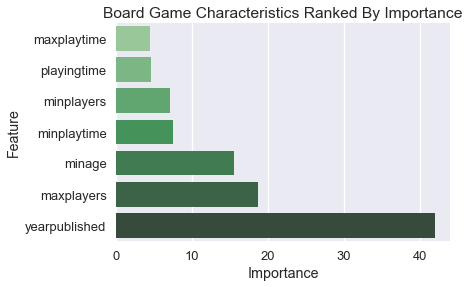 Board Game Characteristics Ranked By Importance
maxplaytime
playingtime
minplayers
minplaytime
minage
maxplayers
yearpublished
Feature
0 10 20 30 40
Importance